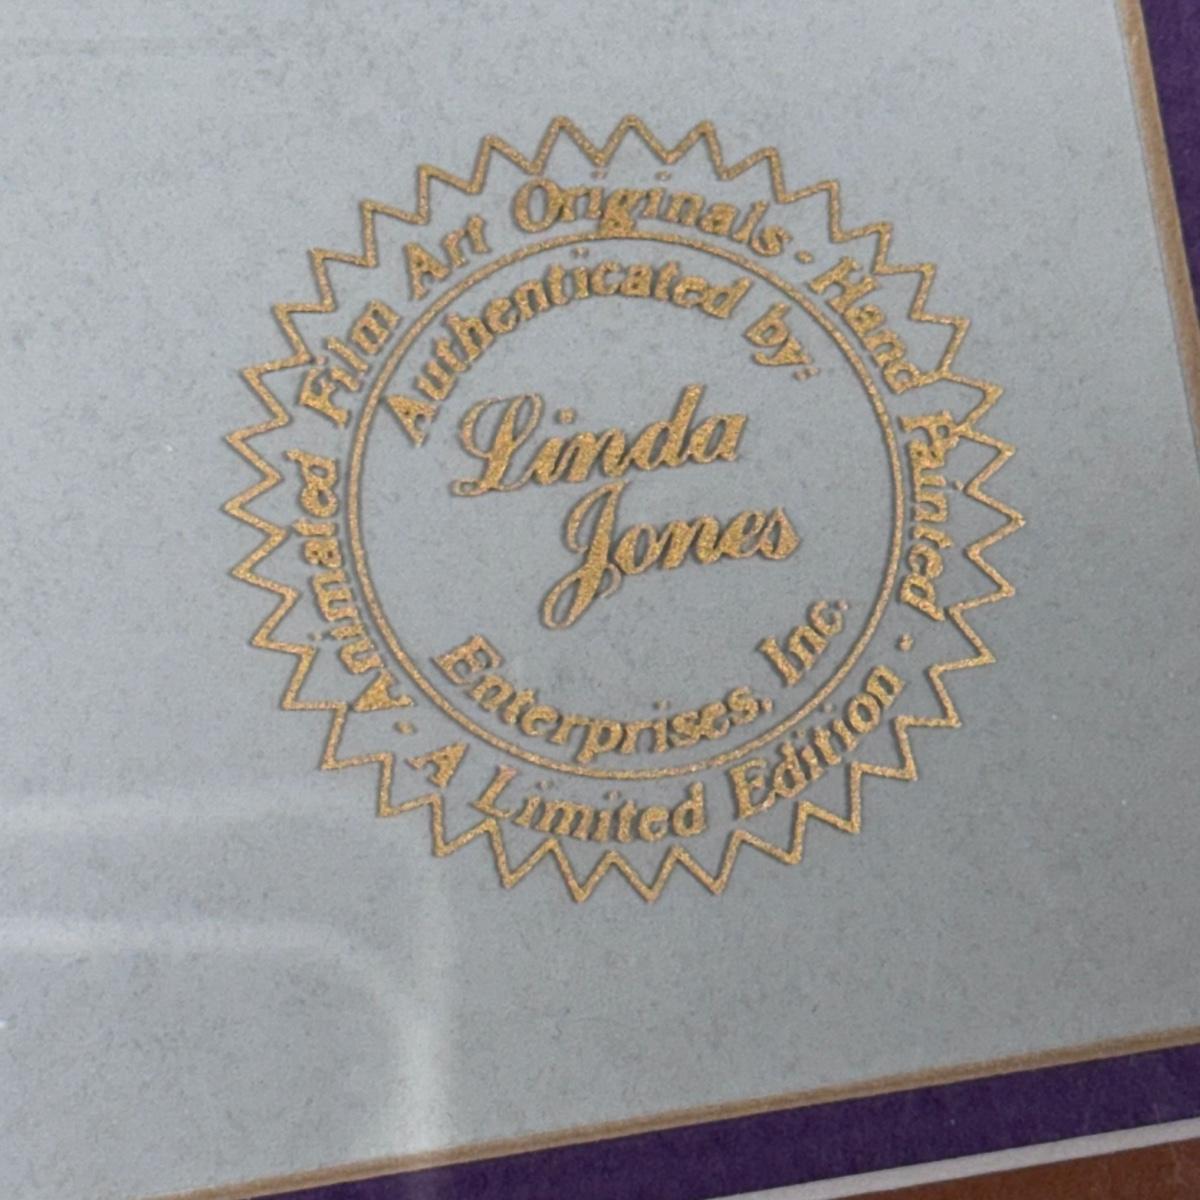 Animated Film Art Originals · Hand Painted · A Limited Edition ·
Authenticated by:
Linda
Jones
Enterprises, Inc.